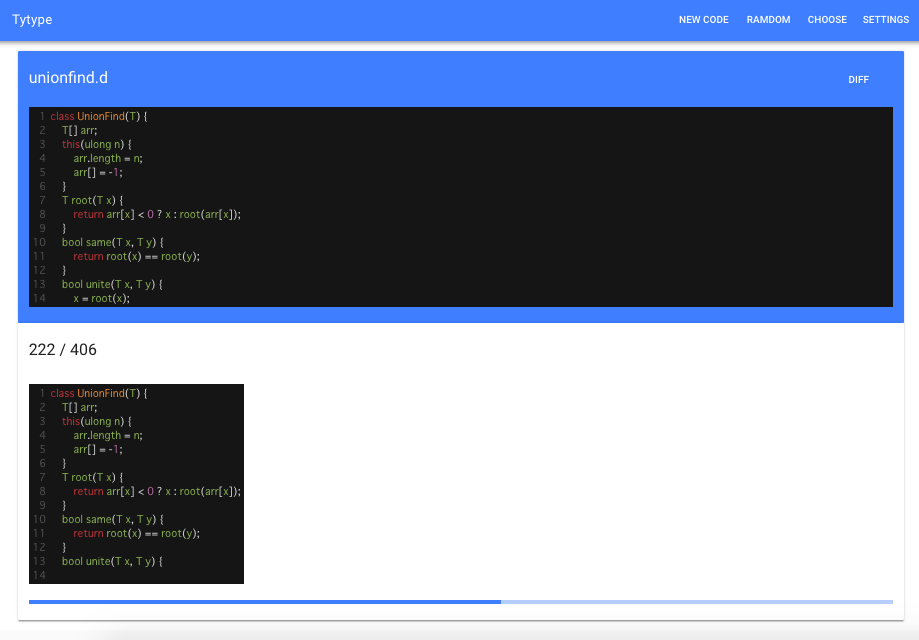 Tytype NEW CODE RAMDOM CHOOSE SETTINGS
unionfind.d DIFF
1 class UnionFind(T) {
2 T[] arr;
3 this(ulong n) {
4 arr.length = n;
5 arr[] = -1;
6 }
7 T root(T x) {
8 return arr[x] < 0 ? x : root(arr[x]);
9 }
10 bool same(T x, T y) {
11 return root(x) == root(y);
12 }
13 bool unite(T x, T y) {
14 x = root(x);
222 / 406
1 class UnionFind(T) {
2 T[] arr;
3 this(ulong n) {
4 arr.length = n;
5 arr[] = -1;
6 }
7 T root(T x) {
8 return arr[x] < 0 ? x : root(arr[x]);
9 }
10 bool same(T x, T y) {
11 return root(x) == root(y);
12 }
13 bool unite(T x, T y) {
14